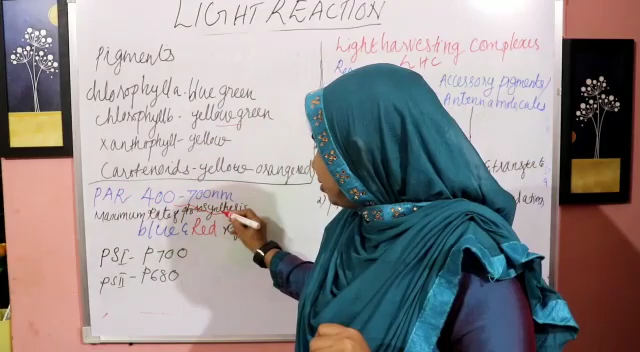 LIGHT REACTION
Pigments
chlorophyll a - blue green
chlorophyll b - yellow green
xanthophyll - yellow
Carotenoids - yellow orange red
PAR 400 - 700nm
Maximum rate of photosynthesis
blue & Red
PSI - P700
PSII - P680
Light harvesting Complexes
LHC
Accessory pigments/
Antenna molecules